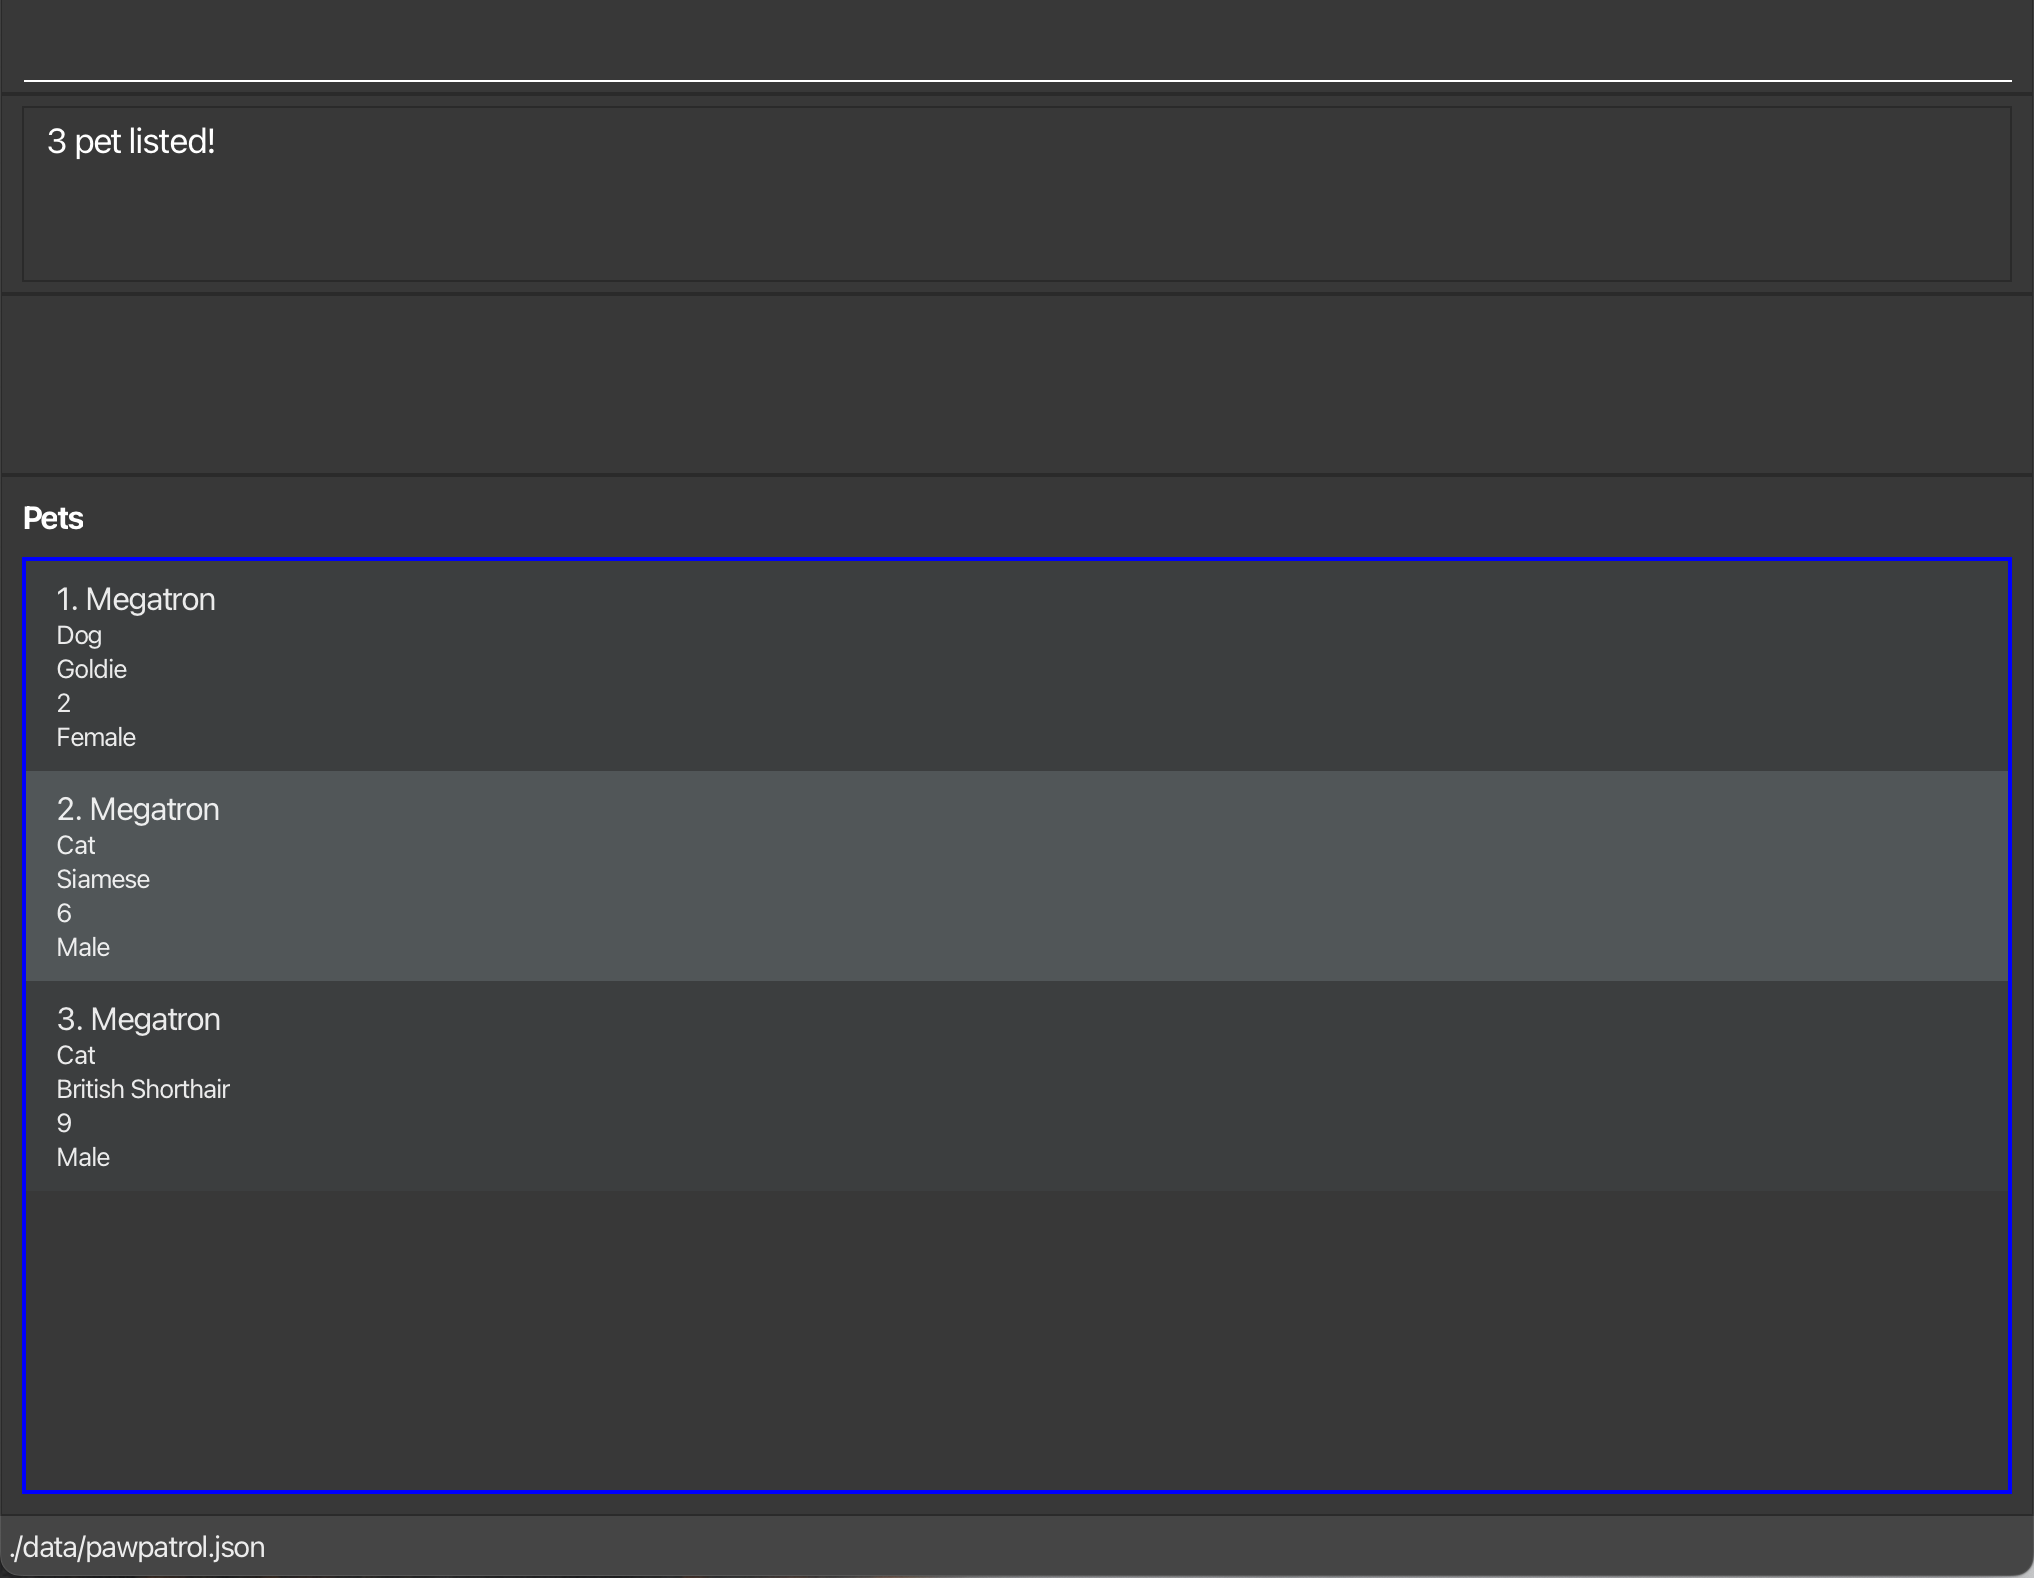 3 pet listed!
Pets
1. Megatron
Dog
Goldie
2
Female
2. Megatron
Cat
Siamese
6
Male
3. Megatron
Cat
British Shorthair
9
Male
./data/pawpatrol.json